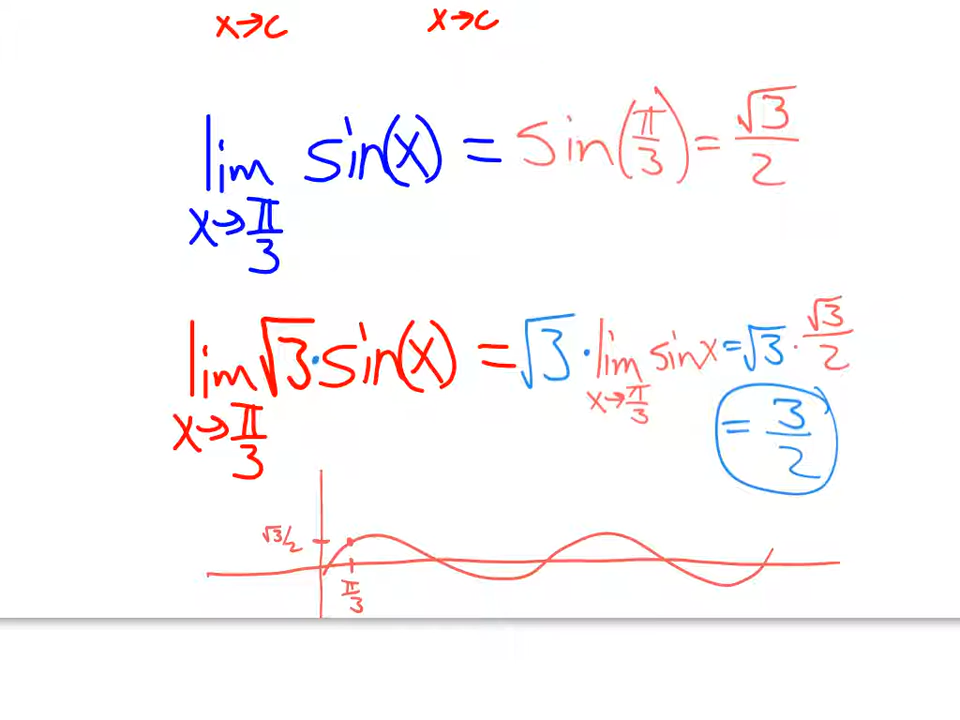 x→c x→c
lim sin(x) = sin(π/3) = √3/2
x→π/3
lim √3·sin(x) = √3·lim sinx = √3·√3/2
x→π/3 x→π/3
= 3/2
√3/2
π/3